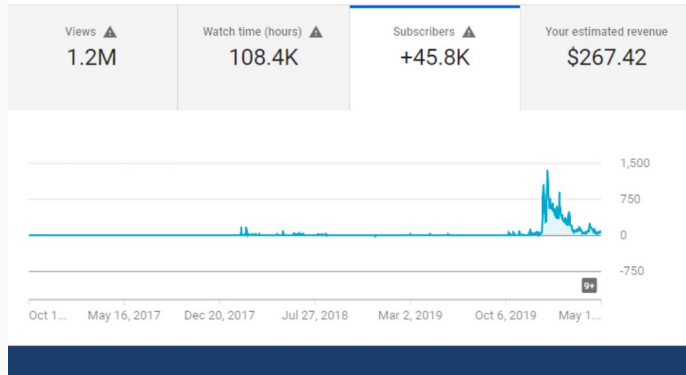 Views Watch time (hours) Subscribers Your estimated revenue
1.2M 108.4K +45.8K $267.42
1,500
750
0
-750
9+
Oct 1... May 16, 2017 Dec 20, 2017 Jul 27, 2018 Mar 2, 2019 Oct 6, 2019 May 1...